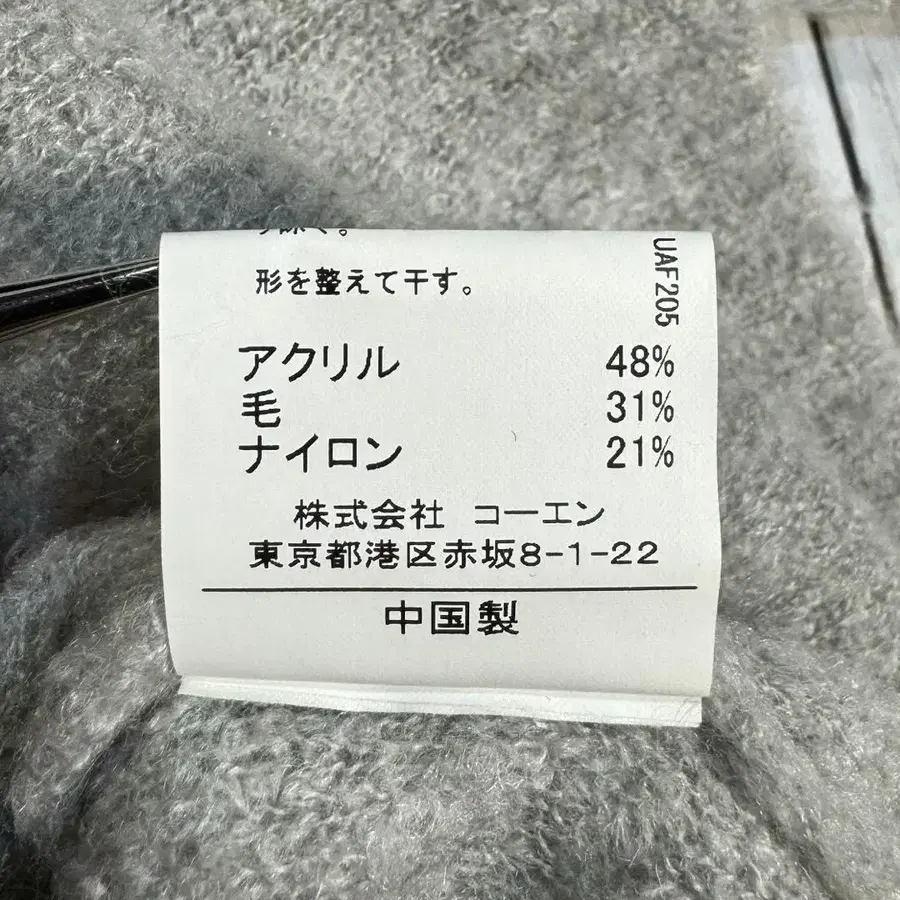 形を整えて干す。
UAF205
アクリル 48%
毛 31%
ナイロン 21%
株式会社 コーエン
東京都港区赤坂8-1-22
中国製